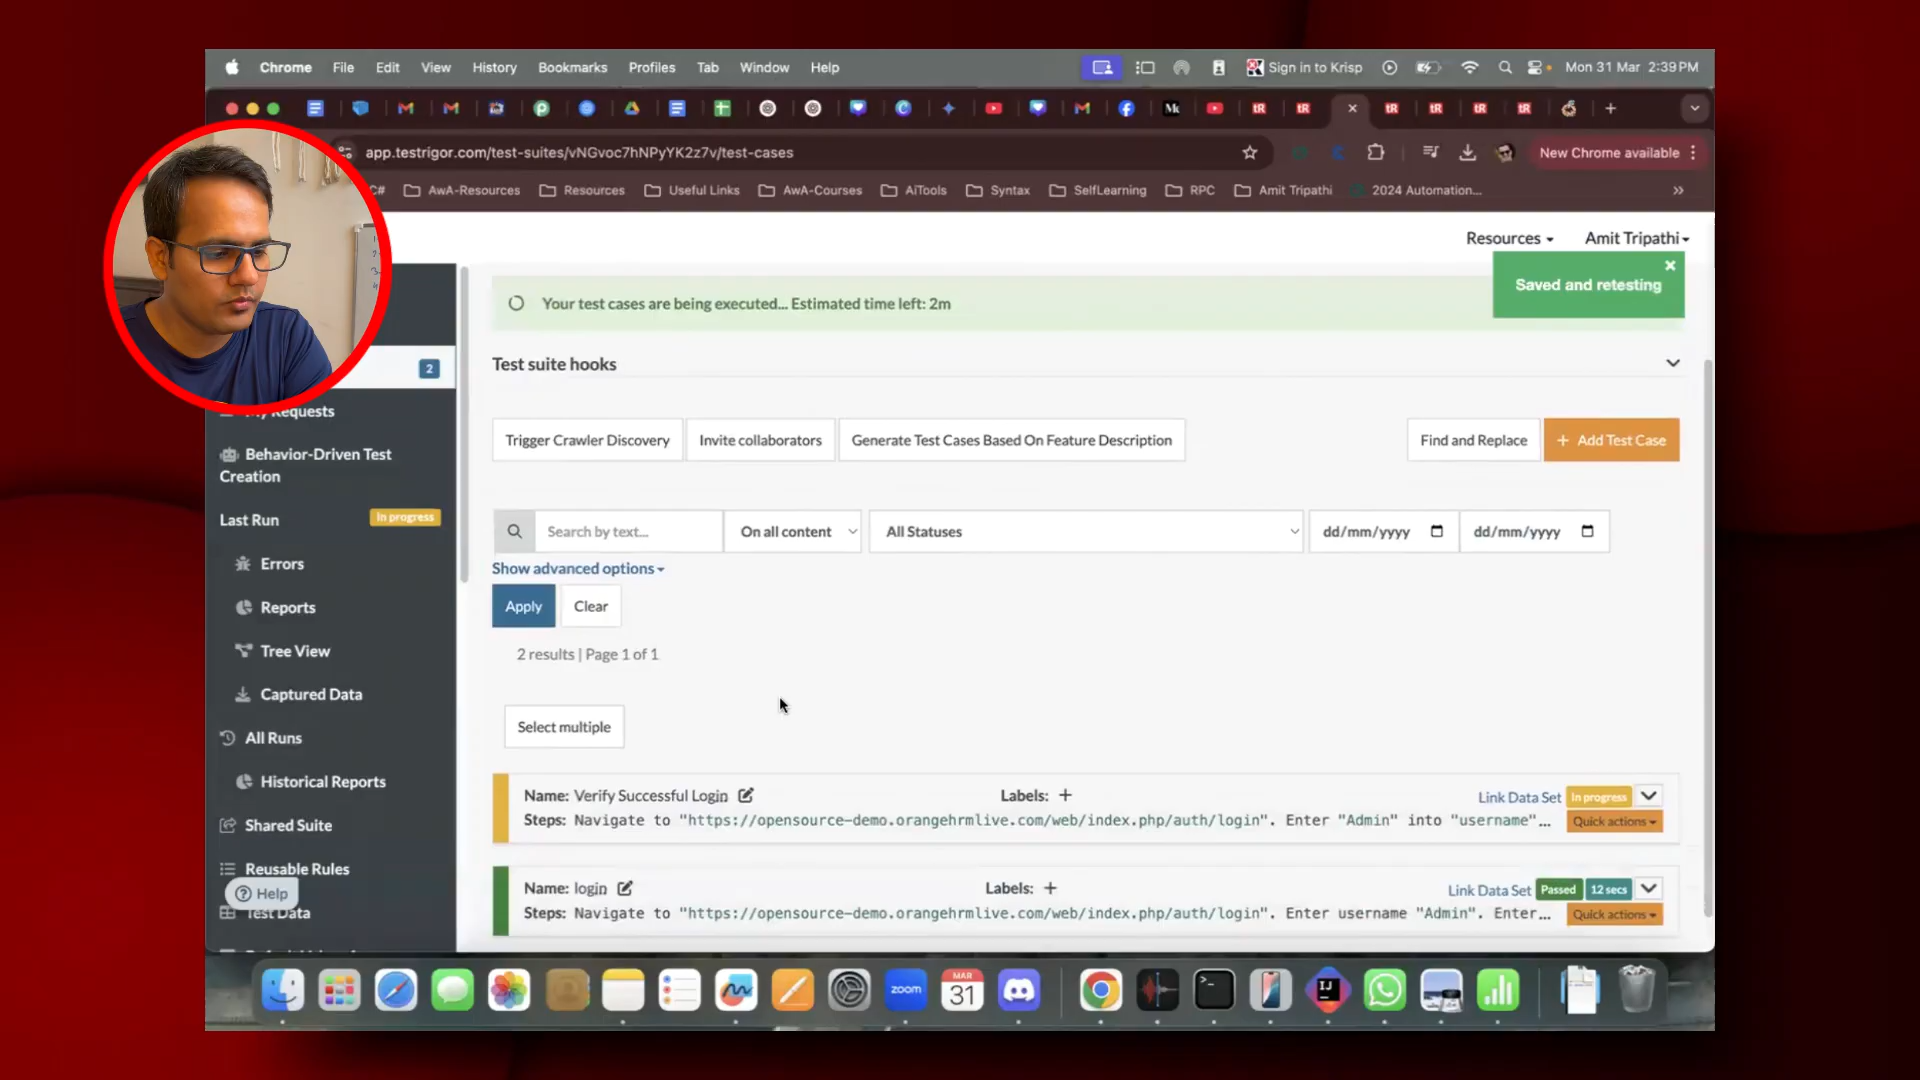 Chrome File Edit View History Bookmarks Profiles Tab Window Help
Sign in to Krisp
Mon 31 Mar 2:39 PM
app.testrigor.com/test-suites/vNGvoc7hNPyYK2z7v/test-cases
New Chrome available
C# AwA-Resources Resources Useful Links AwA-Courses AiTools Syntax SelfLearning RPC Amit Tripathi 2024 Automation...
Resources
Amit Tripathi
Saved and retesting
Your test cases are being executed... Estimated time left: 2m
Test suite hooks
2
My Requests
Behavior-Driven Test
Creation
Last Run In progress
Errors
Reports
Tree View
Captured Data
All Runs
Historical Reports
Shared Suite
Reusable Rules
Help
Test Data
Trigger Crawler Discovery
Invite collaborators
Generate Test Cases Based On Feature Description
Find and Replace
+ Add Test Case
Search by text...
On all content
All Statuses
dd/mm/yyyy
dd/mm/yyyy
Show advanced options
Apply
Clear
2 results | Page 1 of 1
Select multiple
Name: Verify Successful Login Labels: + Link Data Set In progress
Steps: Navigate to "https://opensource-demo.orangehrmlive.com/web/index.php/auth/login". Enter "Admin" into "username"... Quick actions
Name: login Labels: + Link Data Set Passed 12 secs
Steps: Navigate to "https://opensource-demo.orangehrmlive.com/web/index.php/auth/login". Enter username "Admin". Enter... Quick actions
zoom
MAR
31
IJ